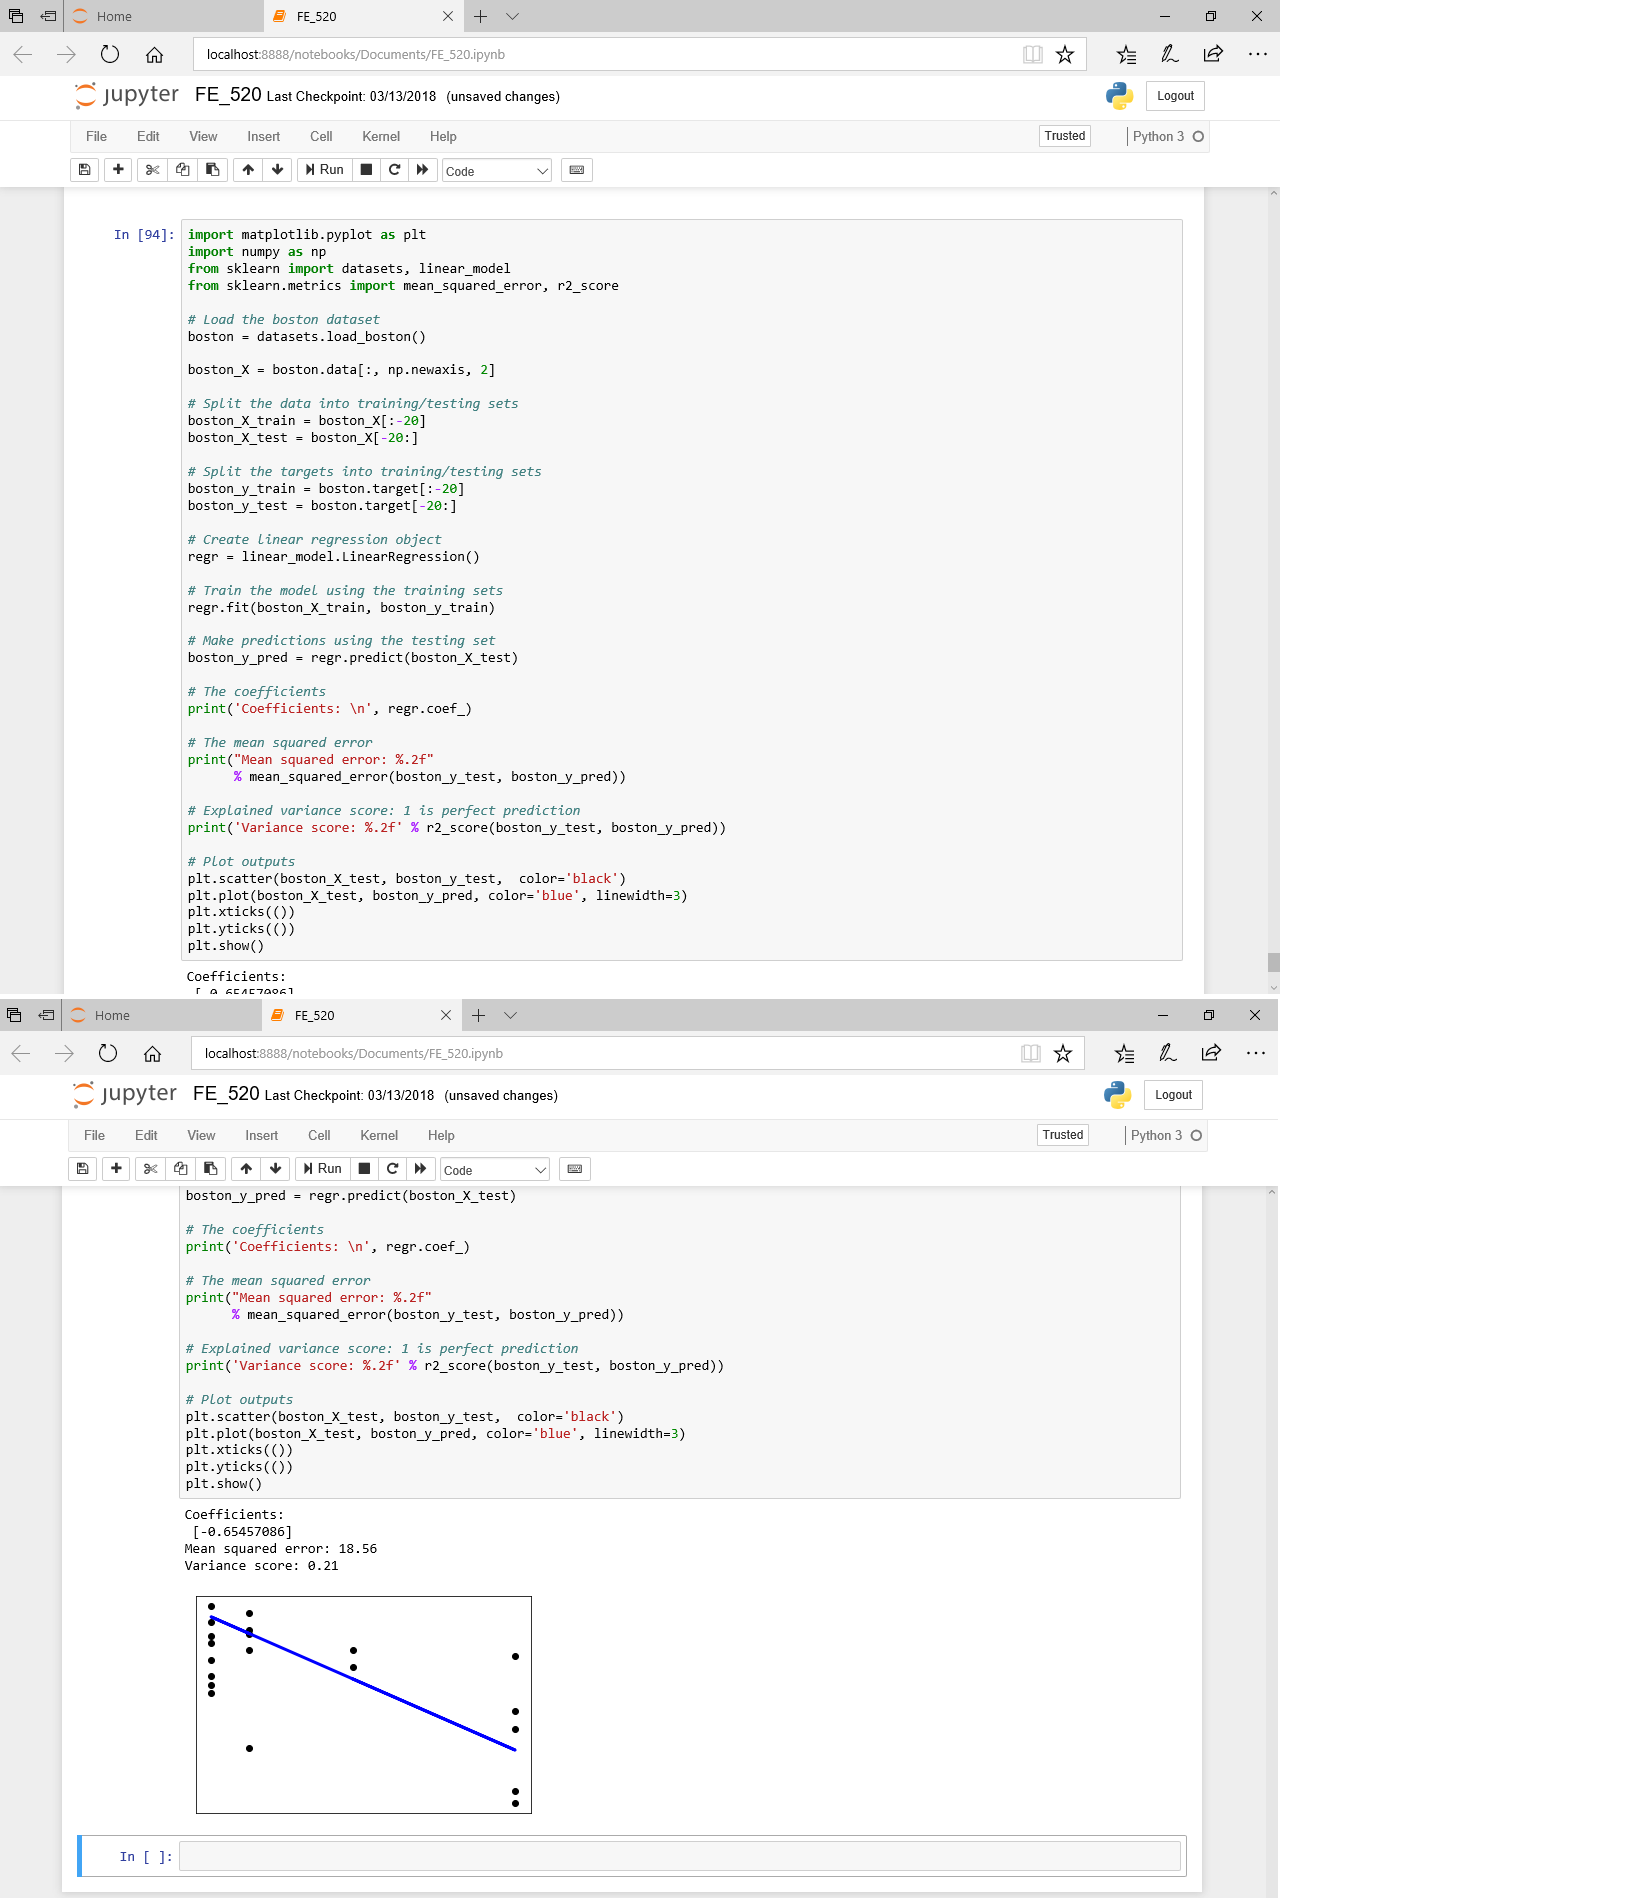 Home
FE_520
localhost:8888/notebooks/Documents/FE_520.ipynb
jupyter FE_520 Last Checkpoint: 03/13/2018 (unsaved changes)
Logout
File Edit View Insert Cell Kernel Help
Trusted
Python 3
Run
Code
In [94]: import matplotlib.pyplot as plt
import numpy as np
from sklearn import datasets, linear_model
from sklearn.metrics import mean_squared_error, r2_score
# Load the boston dataset
boston = datasets.load_boston()
boston_X = boston.data[:, np.newaxis, 2]
# Split the data into training/testing sets
boston_X_train = boston_X[:-20]
boston_X_test = boston_X[-20:]
# Split the targets into training/testing sets
boston_y_train = boston.target[:-20]
boston_y_test = boston.target[-20:]
# Create linear regression object
regr = linear_model.LinearRegression()
# Train the model using the training sets
regr.fit(boston_X_train, boston_y_train)
# Make predictions using the testing set
boston_y_pred = regr.predict(boston_X_test)
# The coefficients
print('Coefficients: \n', regr.coef_)
# The mean squared error
print("Mean squared error: %.2f"
% mean_squared_error(boston_y_test, boston_y_pred))
# Explained variance score: 1 is perfect prediction
print('Variance score: %.2f' % r2_score(boston_y_test, boston_y_pred))
# Plot outputs
plt.scatter(boston_X_test, boston_y_test,  color='black')
plt.plot(boston_X_test, boston_y_pred, color='blue', linewidth=3)
plt.xticks(())
plt.yticks(())
plt.show()
Coefficients:
[-0.65457086]
Home
FE_520
localhost:8888/notebooks/Documents/FE_520.ipynb
jupyter FE_520 Last Checkpoint: 03/13/2018 (unsaved changes)
Logout
File Edit View Insert Cell Kernel Help
Trusted
Python 3
Run
Code
boston_y_pred = regr.predict(boston_X_test)
# The coefficients
print('Coefficients: \n', regr.coef_)
# The mean squared error
print("Mean squared error: %.2f"
% mean_squared_error(boston_y_test, boston_y_pred))
# Explained variance score: 1 is perfect prediction
print('Variance score: %.2f' % r2_score(boston_y_test, boston_y_pred))
# Plot outputs
plt.scatter(boston_X_test, boston_y_test,  color='black')
plt.plot(boston_X_test, boston_y_pred, color='blue', linewidth=3)
plt.xticks(())
plt.yticks(())
plt.show()
Coefficients:
[-0.65457086]
Mean squared error: 18.56
Variance score: 0.21
In [ ]: